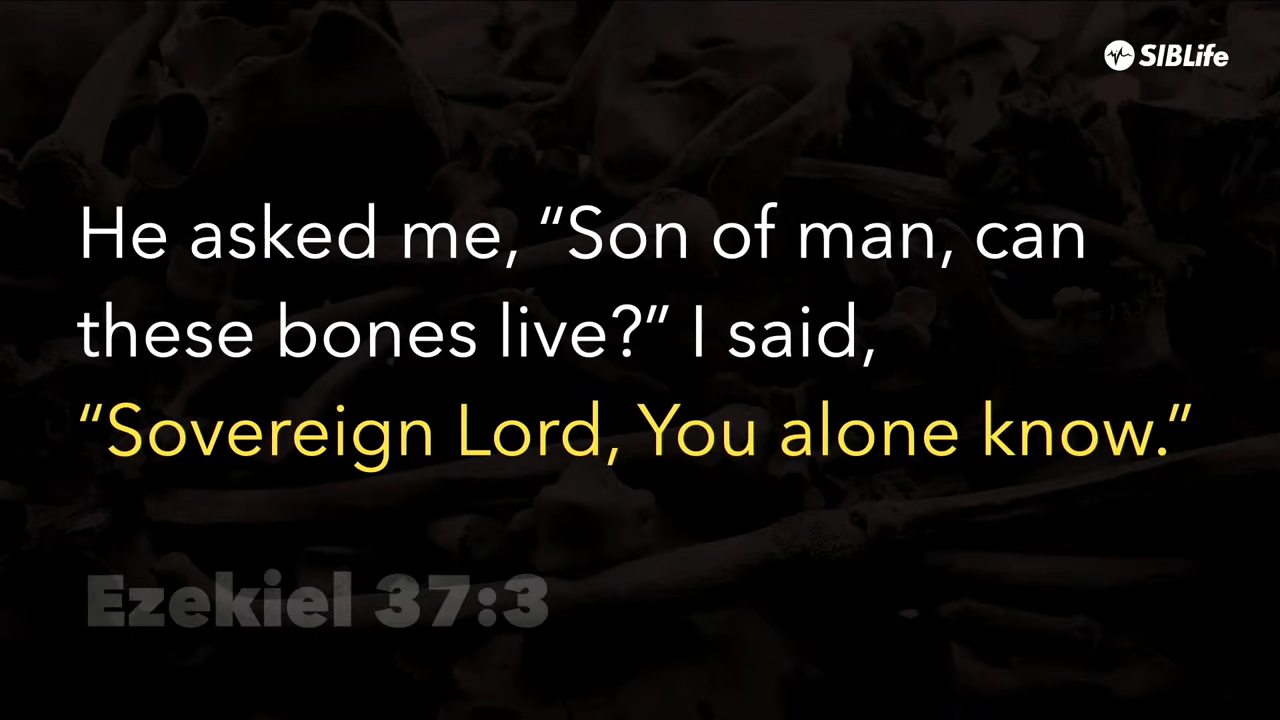 SIBLife
He asked me, “Son of man, can
these bones live?” I said,
“Sovereign Lord, You alone know.”
Ezekiel 37:3